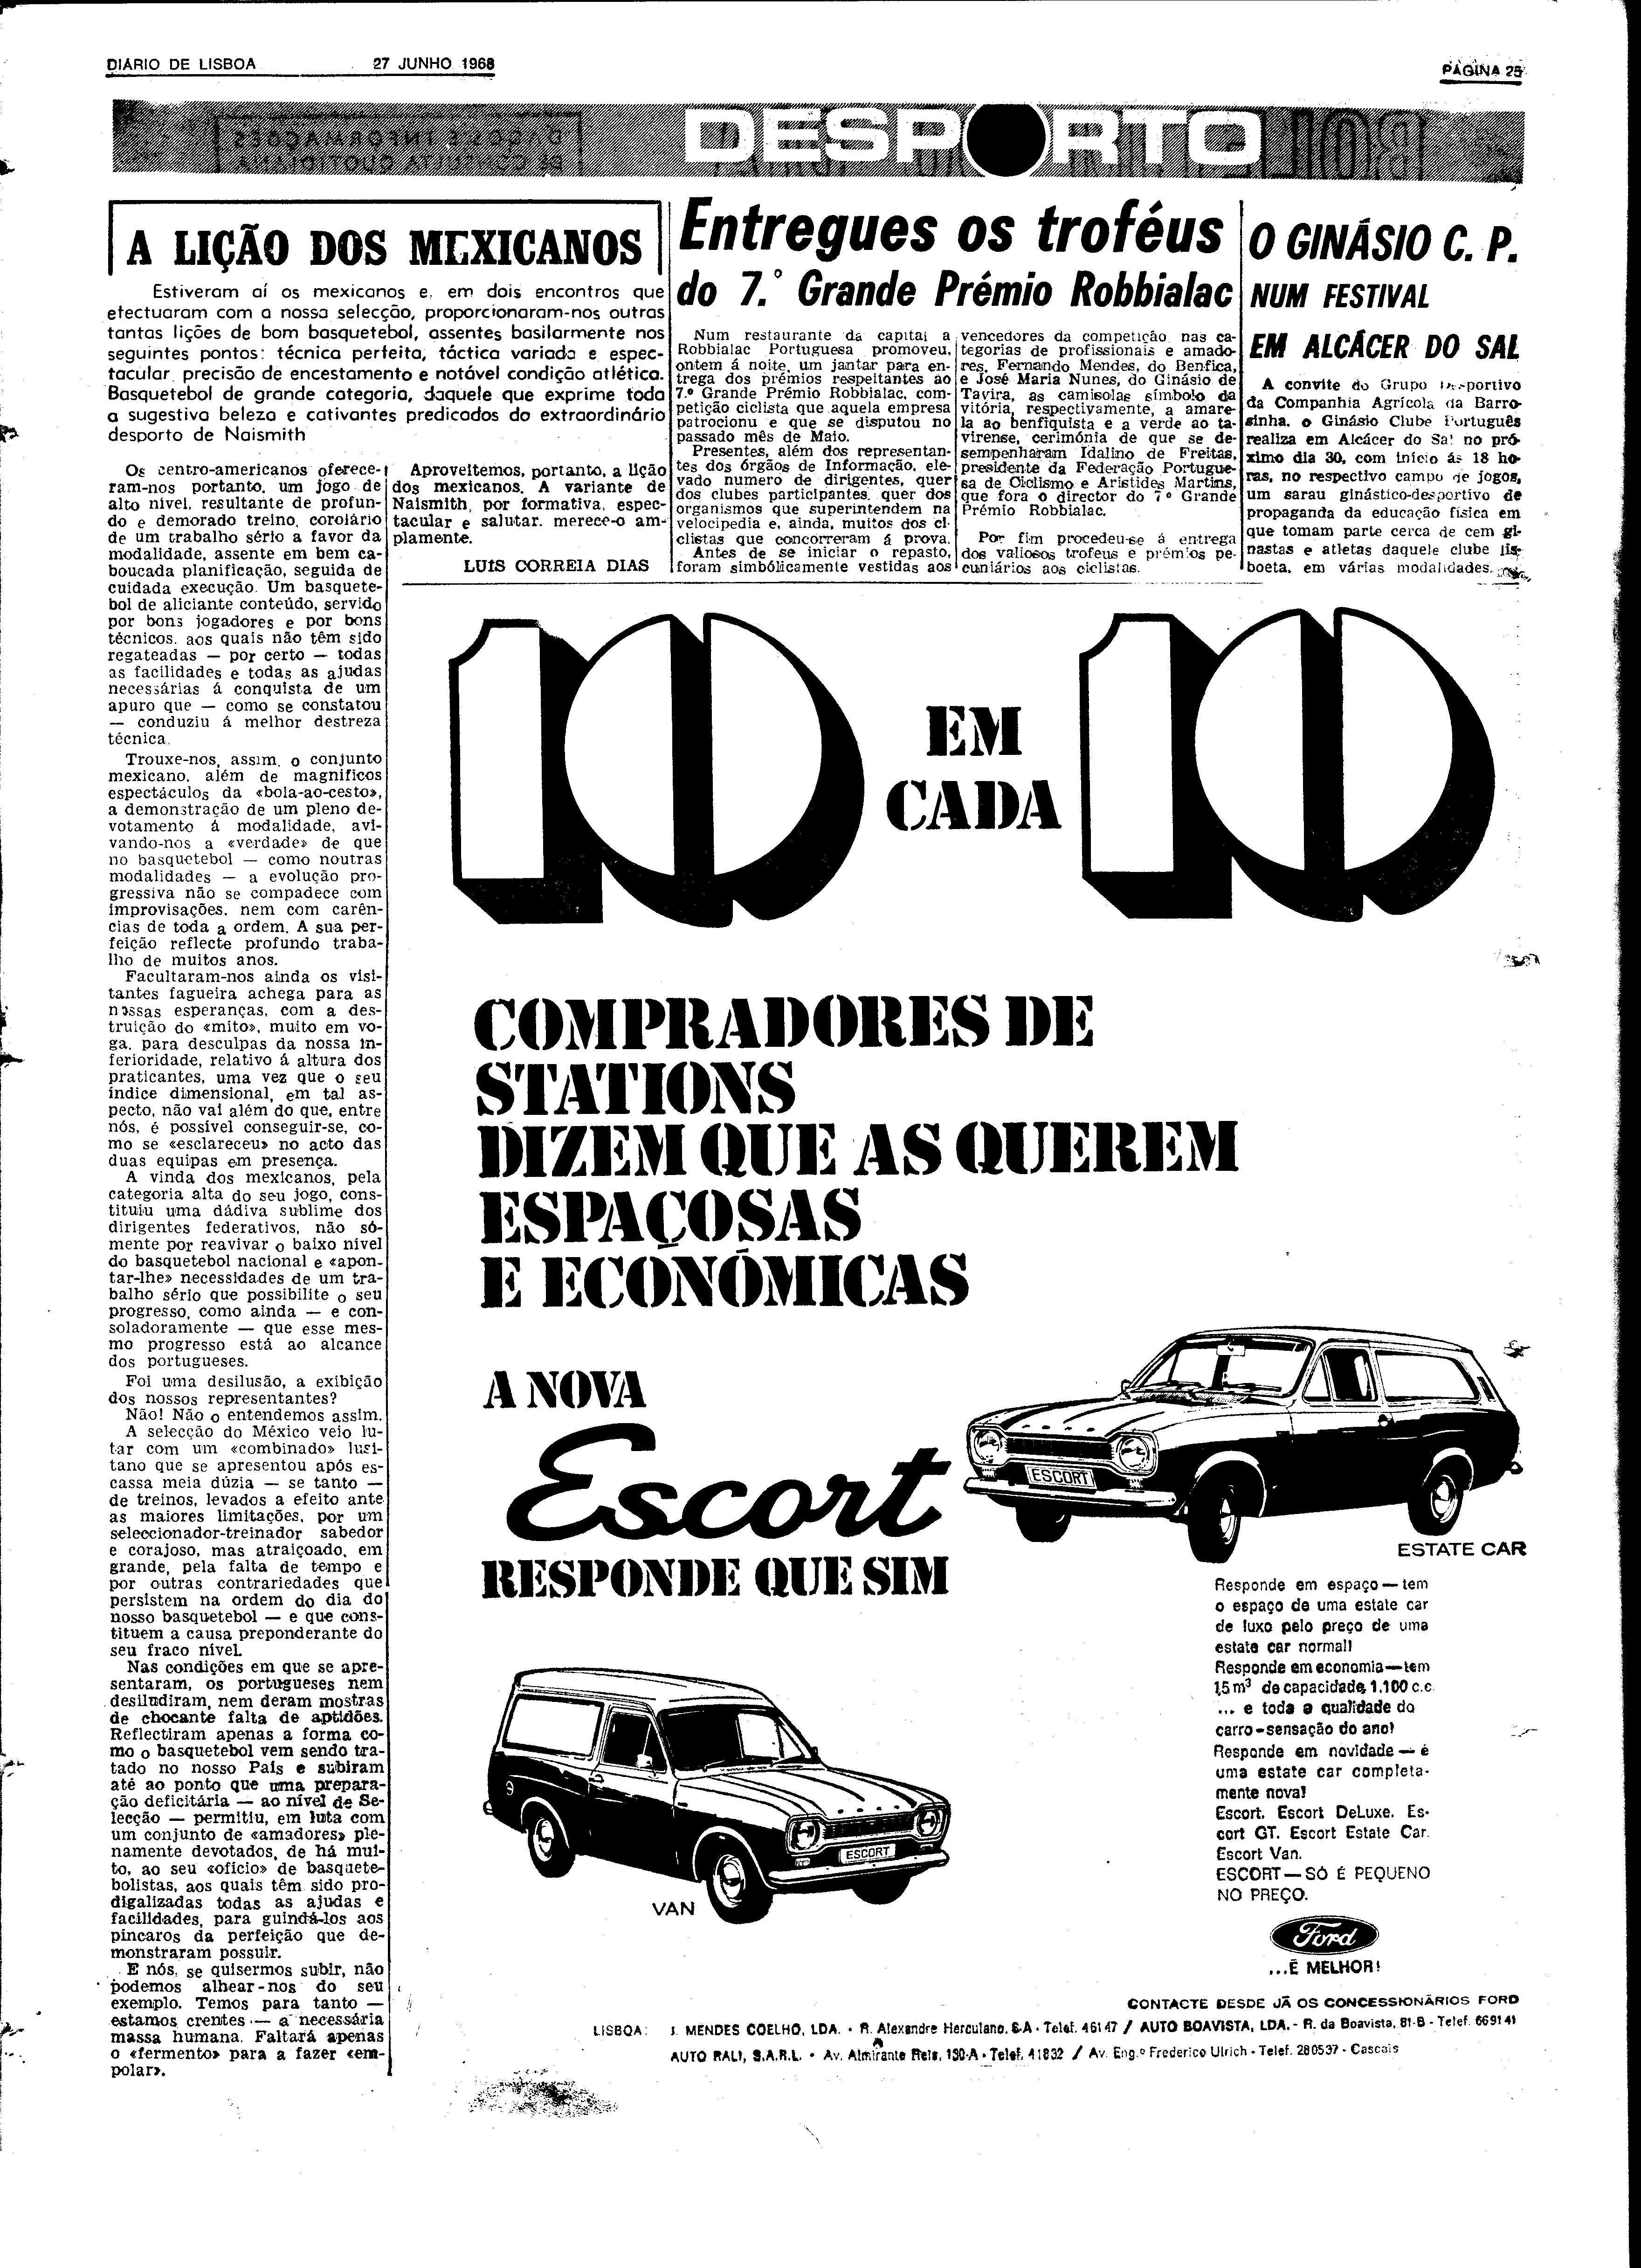 DIARIO DE LISBOA
27 JUNHO 1968
PÁGINA 25
DESPORTO
A LIÇÃO DOS MEXICANOS
Estiveram aí os mexicanos e, em dois encontros que
efectuaram com a nossa selecção, proporcionaram-nos outras
tantas lições de bom basquetebol, assentes basilarmente nos
seguintes pontos: técnica perfeita, táctica variada e espec-
tacular, precisão de encestamento e notável condição atlética.
Basquetebol de grande categoria, daquele que exprime toda
a sugestiva beleza e cativantes predicados do extraordinário
desporto de Naismith
Os centro-americanos oferece-
ram-nos portanto, um jogo de
alto nível, resultante de profun-
do e demorado treino, corolário
de um trabalho sério a favor da
modalidade, assente em bem ca-
boucada planificação, seguida de
cuidada execução. Um basquete-
bol de aliciante conteúdo, servido
por bons jogadores e por bons
técnicos, aos quais não têm sido
regateadas — por certo — todas
as facilidades e todas as ajudas
necessárias á conquista de um
apuro que — como se constatou
— conduziu á melhor destreza
técnica.
Trouxe-nos, assim, o conjunto
mexicano, além de magníficos
espectáculos da «bola-ao-cesto»,
a demonstração de um pleno de-
votamento á modalidade, avi-
vando-nos a «verdade» de que
no basquetebol — como noutras
modalidades — a evolução pro-
gressiva não se compadece com
improvisações, nem com carên-
cias de toda a ordem. A sua per-
feição reflecte profundo traba-
lho de muitos anos.
Facultaram-nos ainda os visi-
tantes fagueira achega para as
nossas esperanças, com a des-
truição do «mito», muito em vo-
ga, para desculpas da nossa in-
ferioridade, relativo á altura dos
praticantes, uma vez que o seu
índice dimensional, em tal as-
pecto, não vai além do que, entre
nós, é possível conseguir-se, co-
mo se «esclareceu» no acto das
duas equipas em presença.
A vinda dos mexicanos, pela
categoria alta do seu jogo, cons-
tituiu uma dádiva sublime dos
dirigentes federativos, não só-
mente por reavivar o baixo nível
do basquetebol nacional e «apon-
tar-lhe» necessidades de um tra-
balho sério que possibilite o seu
progresso, como ainda — e con-
soladoramente — que esse mes-
mo progresso está ao alcance
dos portugueses.
Foi uma desilusão, a exibição
dos nossos representantes?
Não! Não o entendemos assim.
A selecção do México veio lu-
tar com um «combinado» lusi-
tano que se apresentou após es-
cassa meia dúzia — se tanto —
de treinos, levados a efeito ante
as maiores limitações, por um
seleccionador-treinador sabedor
e corajoso, mas atraiçoado, em
grande, pela falta de tempo e
por outras contrariedades que
persistem na ordem do dia do
nosso basquetebol — e que cons-
tituem a causa preponderante do
seu fraco nível.
Nas condições em que se apre-
sentaram, os portugueses nem
desiludiram, nem deram mostras
de chocante falta de aptidões.
Reflectiram apenas a forma co-
mo o basquetebol vem sendo tra-
tado no nosso País e subiram
até ao ponto que uma prepara-
ção deficitária — ao nível de Se-
lecção — permitiu, em luta com
um conjunto de «amadores» ple-
namente devotados, de há mui-
to, ao seu «ofício» de basquete-
bolistas, aos quais têm sido pro-
digalizadas todas as ajudas e
facilidades, para guindá-los aos
píncaros da perfeição que de-
monstraram possuir.
E nós, se quisermos subir, não
podemos alhear-nos do seu
exemplo. Temos para tanto —
estamos crentes — a necessária
massa humana. Faltará apenas
o «fermento» para a fazer «em-
polar».
Aproveitemos, portanto, a lição
dos mexicanos. A variante de
Naismith, por formativa, espec-
tacular e salutar, merece-o am-
plamente.
LUIS CORREIA DIAS
Entregues os troféus
do 7.º Grande Prémio Robbialac
Num restaurante da capital a
Robbialac Portuguesa promoveu,
ontem á noite, um jantar para en-
trega dos prémios respeitantes ao
7.º Grande Prémio Robbialac, com-
petição ciclista que aquela empresa
patrocionu e que se disputou no
passado mês de Maio.
Presentes, além dos representan-
tes dos órgãos de Informação, ele-
vado numero de dirigentes, quer
dos clubes participantes, quer dos
organismos que superintendem na
velocipedia e, ainda, muitos dos ci-
clistas que concorreram á prova.
Antes de se iniciar o repasto,
foram simbólicamente vestidas aos
vencedores da competição nas ca-
tegorias de profissionais e amado-
res, Fernando Mendes, do Benfica,
e José Maria Nunes, do Ginásio de
Tavira, as camisolas símbolo da
vitória, respectivamente, a amare-
la ao benfiquista e a verde ao ta-
virense, cerimónia de que se de-
sempenharam Idalino de Freitas,
presidente da Federação Portugue-
sa de Ciclismo e Aristides Martins,
que fora o director do 7º Grande
Prémio Robbialac.
Por fim procedeu-se á entrega
dos valiosos trofeus e prémios pe-
cuniários aos ciclistas.
O GINÁSIO C. P.
NUM FESTIVAL
EM ALCÁCER DO SAL
A convite do Grupo Desportivo
da Companhia Agrícola da Barro-
sinha, o Ginásio Clube Português
realiza em Alcácer do Sal no pró-
ximo dia 30, com início ás 18 ho-
ras, no respectivo campo de jogos,
um sarau ginástico-desportivo de
propaganda da educação física em
que tomam parte cerca de cem gi-
nastas e atletas daquele clube lis-
boeta, em várias modalidades.
10 EM CADA 10
COMPRADORES DE
STATIONS
DIZEM QUE AS QUEREM
ESPAÇOSAS
E ECONÓMICAS
A NOVA
Escort
RESPONDE QUE SIM
ESCORT
ESTATE CAR
ESCORT
VAN
Responde em espaço — tem
o espaço de uma estate car
de luxo pelo preço de uma
estate car normal!
Responde em economia — tem
1,5 m³ de capacidade, 1.100 c.c.
... e toda a qualidade do
carro-sensação do ano!
Responde em novidade — é
uma estate car completa-
mente nova!
Escort. Escort DeLuxe. Es-
cort GT. Escort Estate Car.
Escort Van.
ESCORT — SÓ É PEQUENO
NO PREÇO.
Ford
...É MELHOR!
CONTACTE DESDE JÁ OS CONCESSIONÁRIOS FORD
LISBOA: J. MENDES COELHO, LDA. • R. Alexandre Herculano, 6-A - Telef. 46147 / AUTO BOAVISTA, LDA. - R. da Boavista, 81-B - Telef. 669141
AUTO RALI, S.A.R.L. • Av. Almirante Reis, 130-A - Telef. 41832 / Av. Eng.º Frederico Ulrich - Telef. 280537 - Cascais